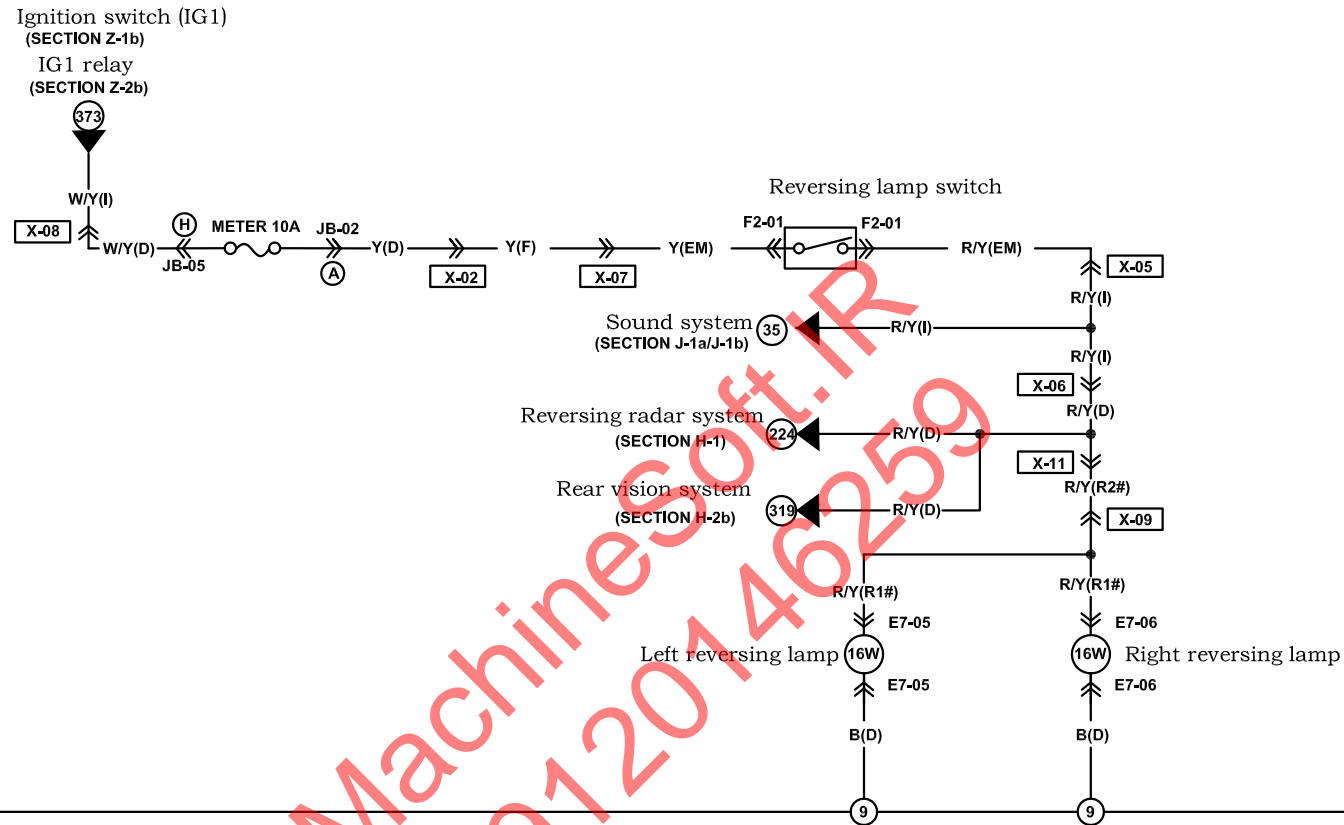 Ignition switch (IG1)
(SECTION Z-1b)
IG1 relay
(SECTION Z-2b)
373
W/Y(I)
X-08
W/Y(D)
H
JB-05
METER 10A
JB-02
A
Y(D)
X-02
Y(F)
X-07
Y(EM)
Reversing lamp switch
F2-01
F2-01
R/Y(EM)
X-05
R/Y(I)
Sound system
(SECTION J-1a/J-1b)
35
R/Y(I)
R/Y(I)
X-06
R/Y(D)
Reversing radar system
(SECTION H-1)
224
R/Y(D)
X-11
R/Y(R2#)
Rear vision system
(SECTION H-2b)
319
R/Y(D)
X-09
R/Y(R1#)
R/Y(R1#)
E7-05
E7-06
Left reversing lamp
16W
16W
Right reversing lamp
E7-05
E7-06
B(D)
B(D)
9
9
MachineSoft.IR
09120146259